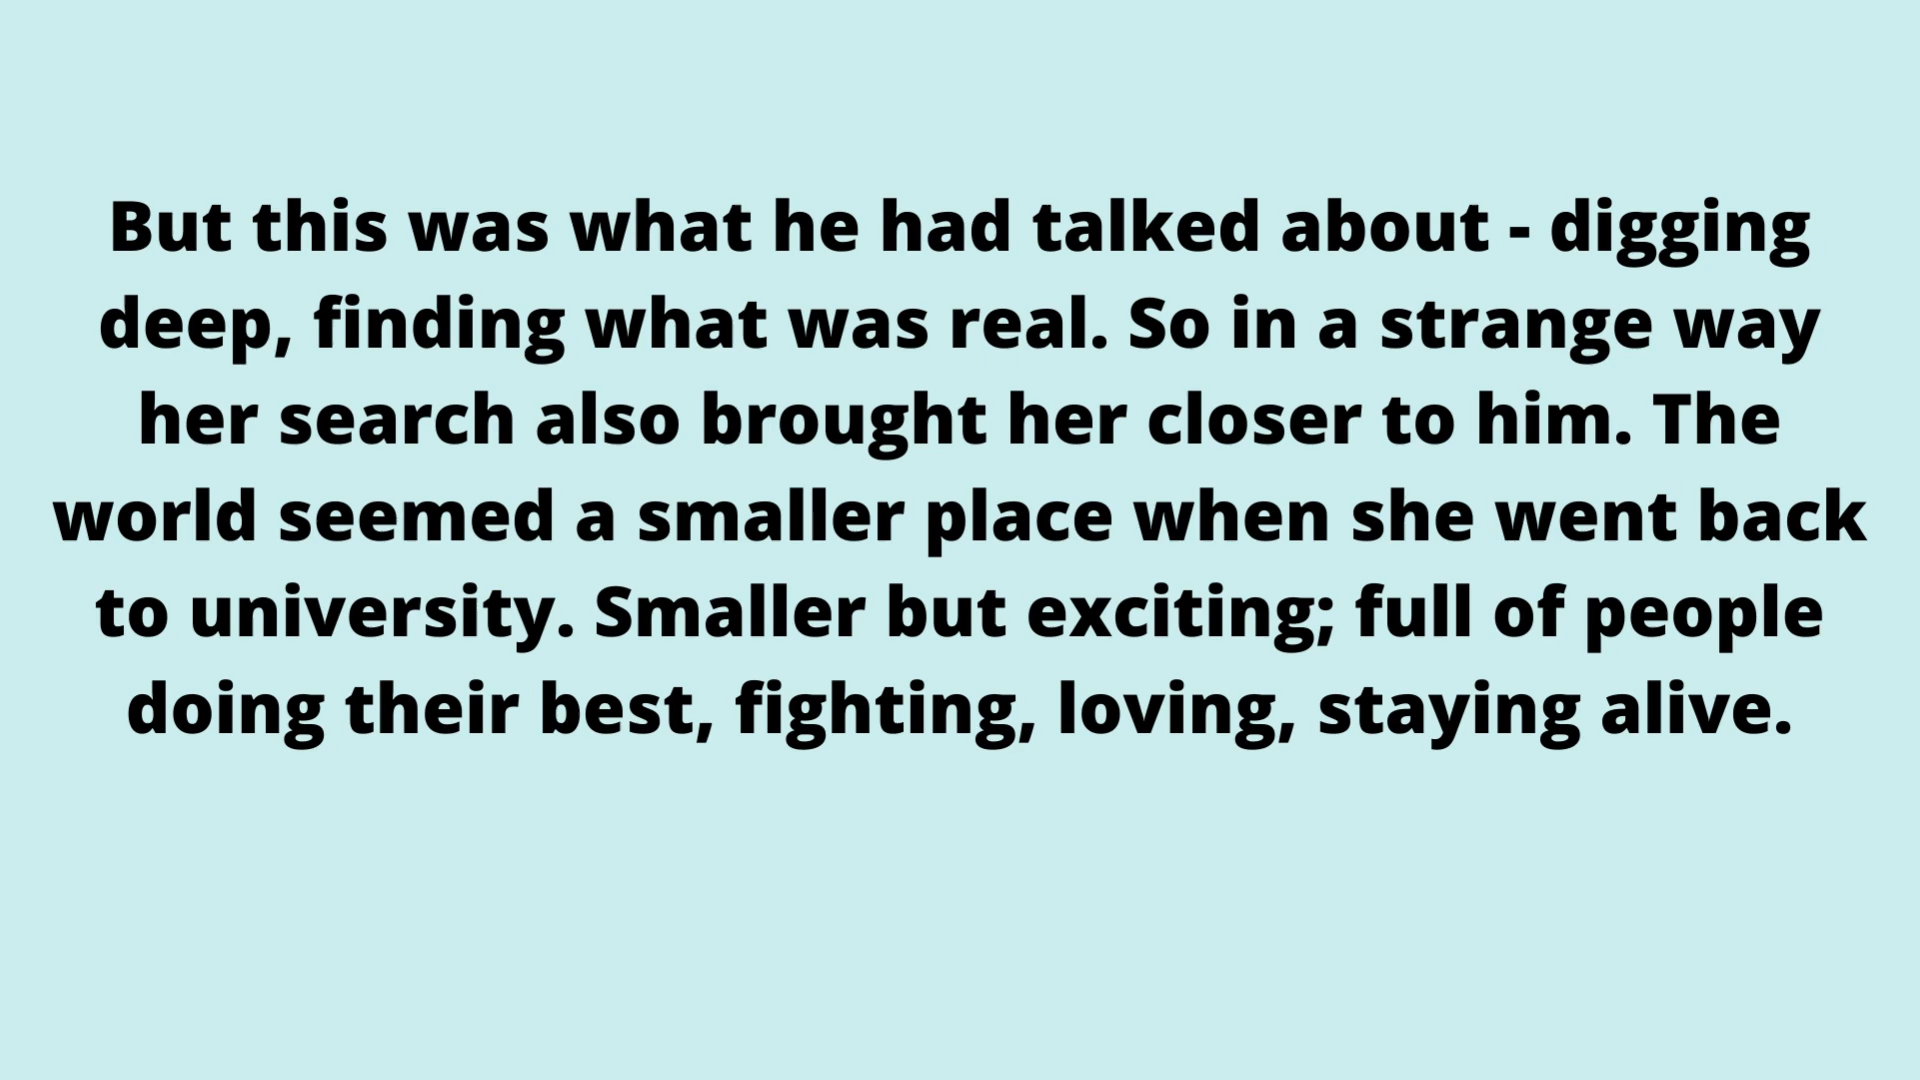 But this was what he had talked about - digging
deep, finding what was real. So in a strange way
her search also brought her closer to him. The
world seemed a smaller place when she went back
to university. Smaller but exciting; full of people
doing their best, fighting, loving, staying alive.